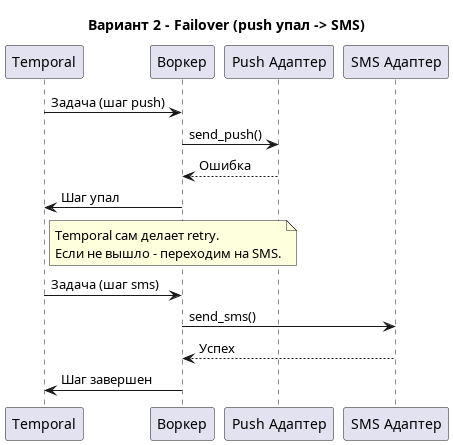 Вариант 2 - Failover (push упал -> SMS)
Temporal
Воркер
Push Адаптер
SMS Адаптер
Задача (шаг push)
send_push()
Ошибка
Шаг упал
Temporal сам делает retry.
Если не вышло - переходим на SMS.
Задача (шаг sms)
send_sms()
Успех
Шаг завершен
Temporal
Воркер
Push Адаптер
SMS Адаптер